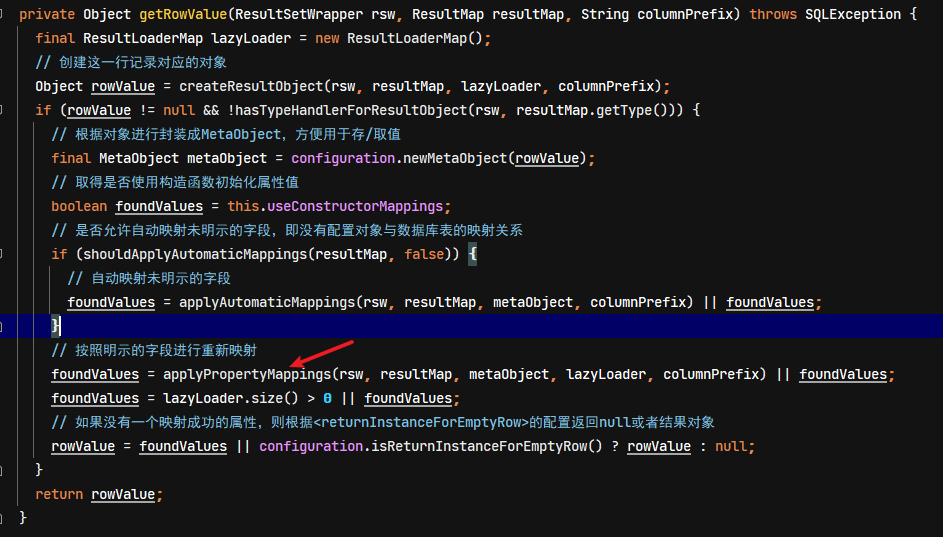 private Object getRowValue(ResultSetWrapper rsw, ResultMap resultMap, String columnPrefix) throws SQLException {
final ResultLoaderMap lazyLoader = new ResultLoaderMap();
// 创建这一行记录对应的对象
Object rowValue = createResultObject(rsw, resultMap, lazyLoader, columnPrefix);
if (rowValue != null && !hasTypeHandlerForResultObject(rsw, resultMap.getType())) {
// 根据对象进行封装成MetaObject，方便用于存/取值
final MetaObject metaObject = configuration.newMetaObject(rowValue);
// 取得是否使用构造函数初始化属性值
boolean foundValues = this.useConstructorMappings;
// 是否允许自动映射未明示的字段，即没有配置对象与数据库表的映射关系
if (shouldApplyAutomaticMappings(resultMap, false)) {
// 自动映射未明示的字段
foundValues = applyAutomaticMappings(rsw, resultMap, metaObject, columnPrefix) || foundValues;
}
// 按照明示的字段进行重新映射
foundValues = applyPropertyMappings(rsw, resultMap, metaObject, lazyLoader, columnPrefix) || foundValues;
foundValues = lazyLoader.size() > 0 || foundValues;
// 如果没有一个映射成功的属性，则根据<returnInstanceForEmptyRow>的配置返回null或者结果对象
rowValue = foundValues || configuration.isReturnInstanceForEmptyRow() ? rowValue : null;
}
return rowValue;
}